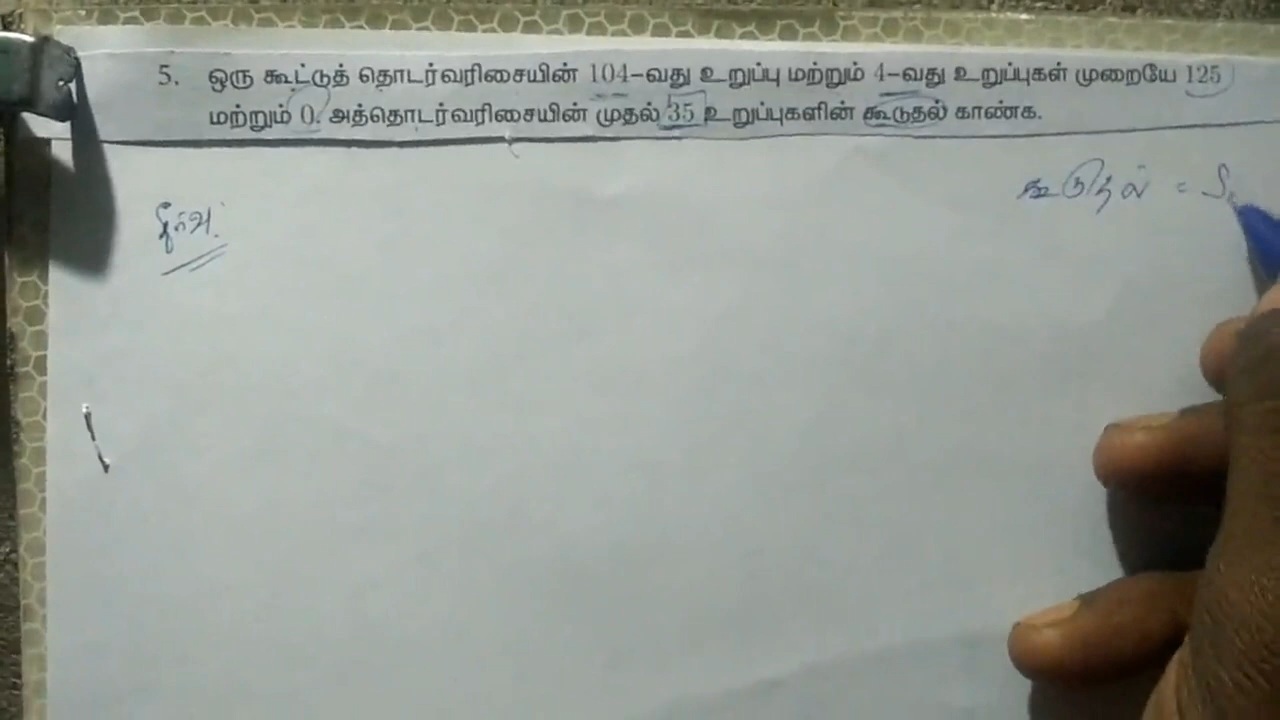 5. ஒரு கூட்டுத் தொடர்வரிசையின் 104-வது உறுப்பு மற்றும் 4-வது உறுப்புகள் முறையே 125
மற்றும் 0. அத்தொடர்வரிசையின் முதல் 35 உறுப்புகளின் கூடுதல் காண்க.
கூடுதல் = S
தீர்வு: